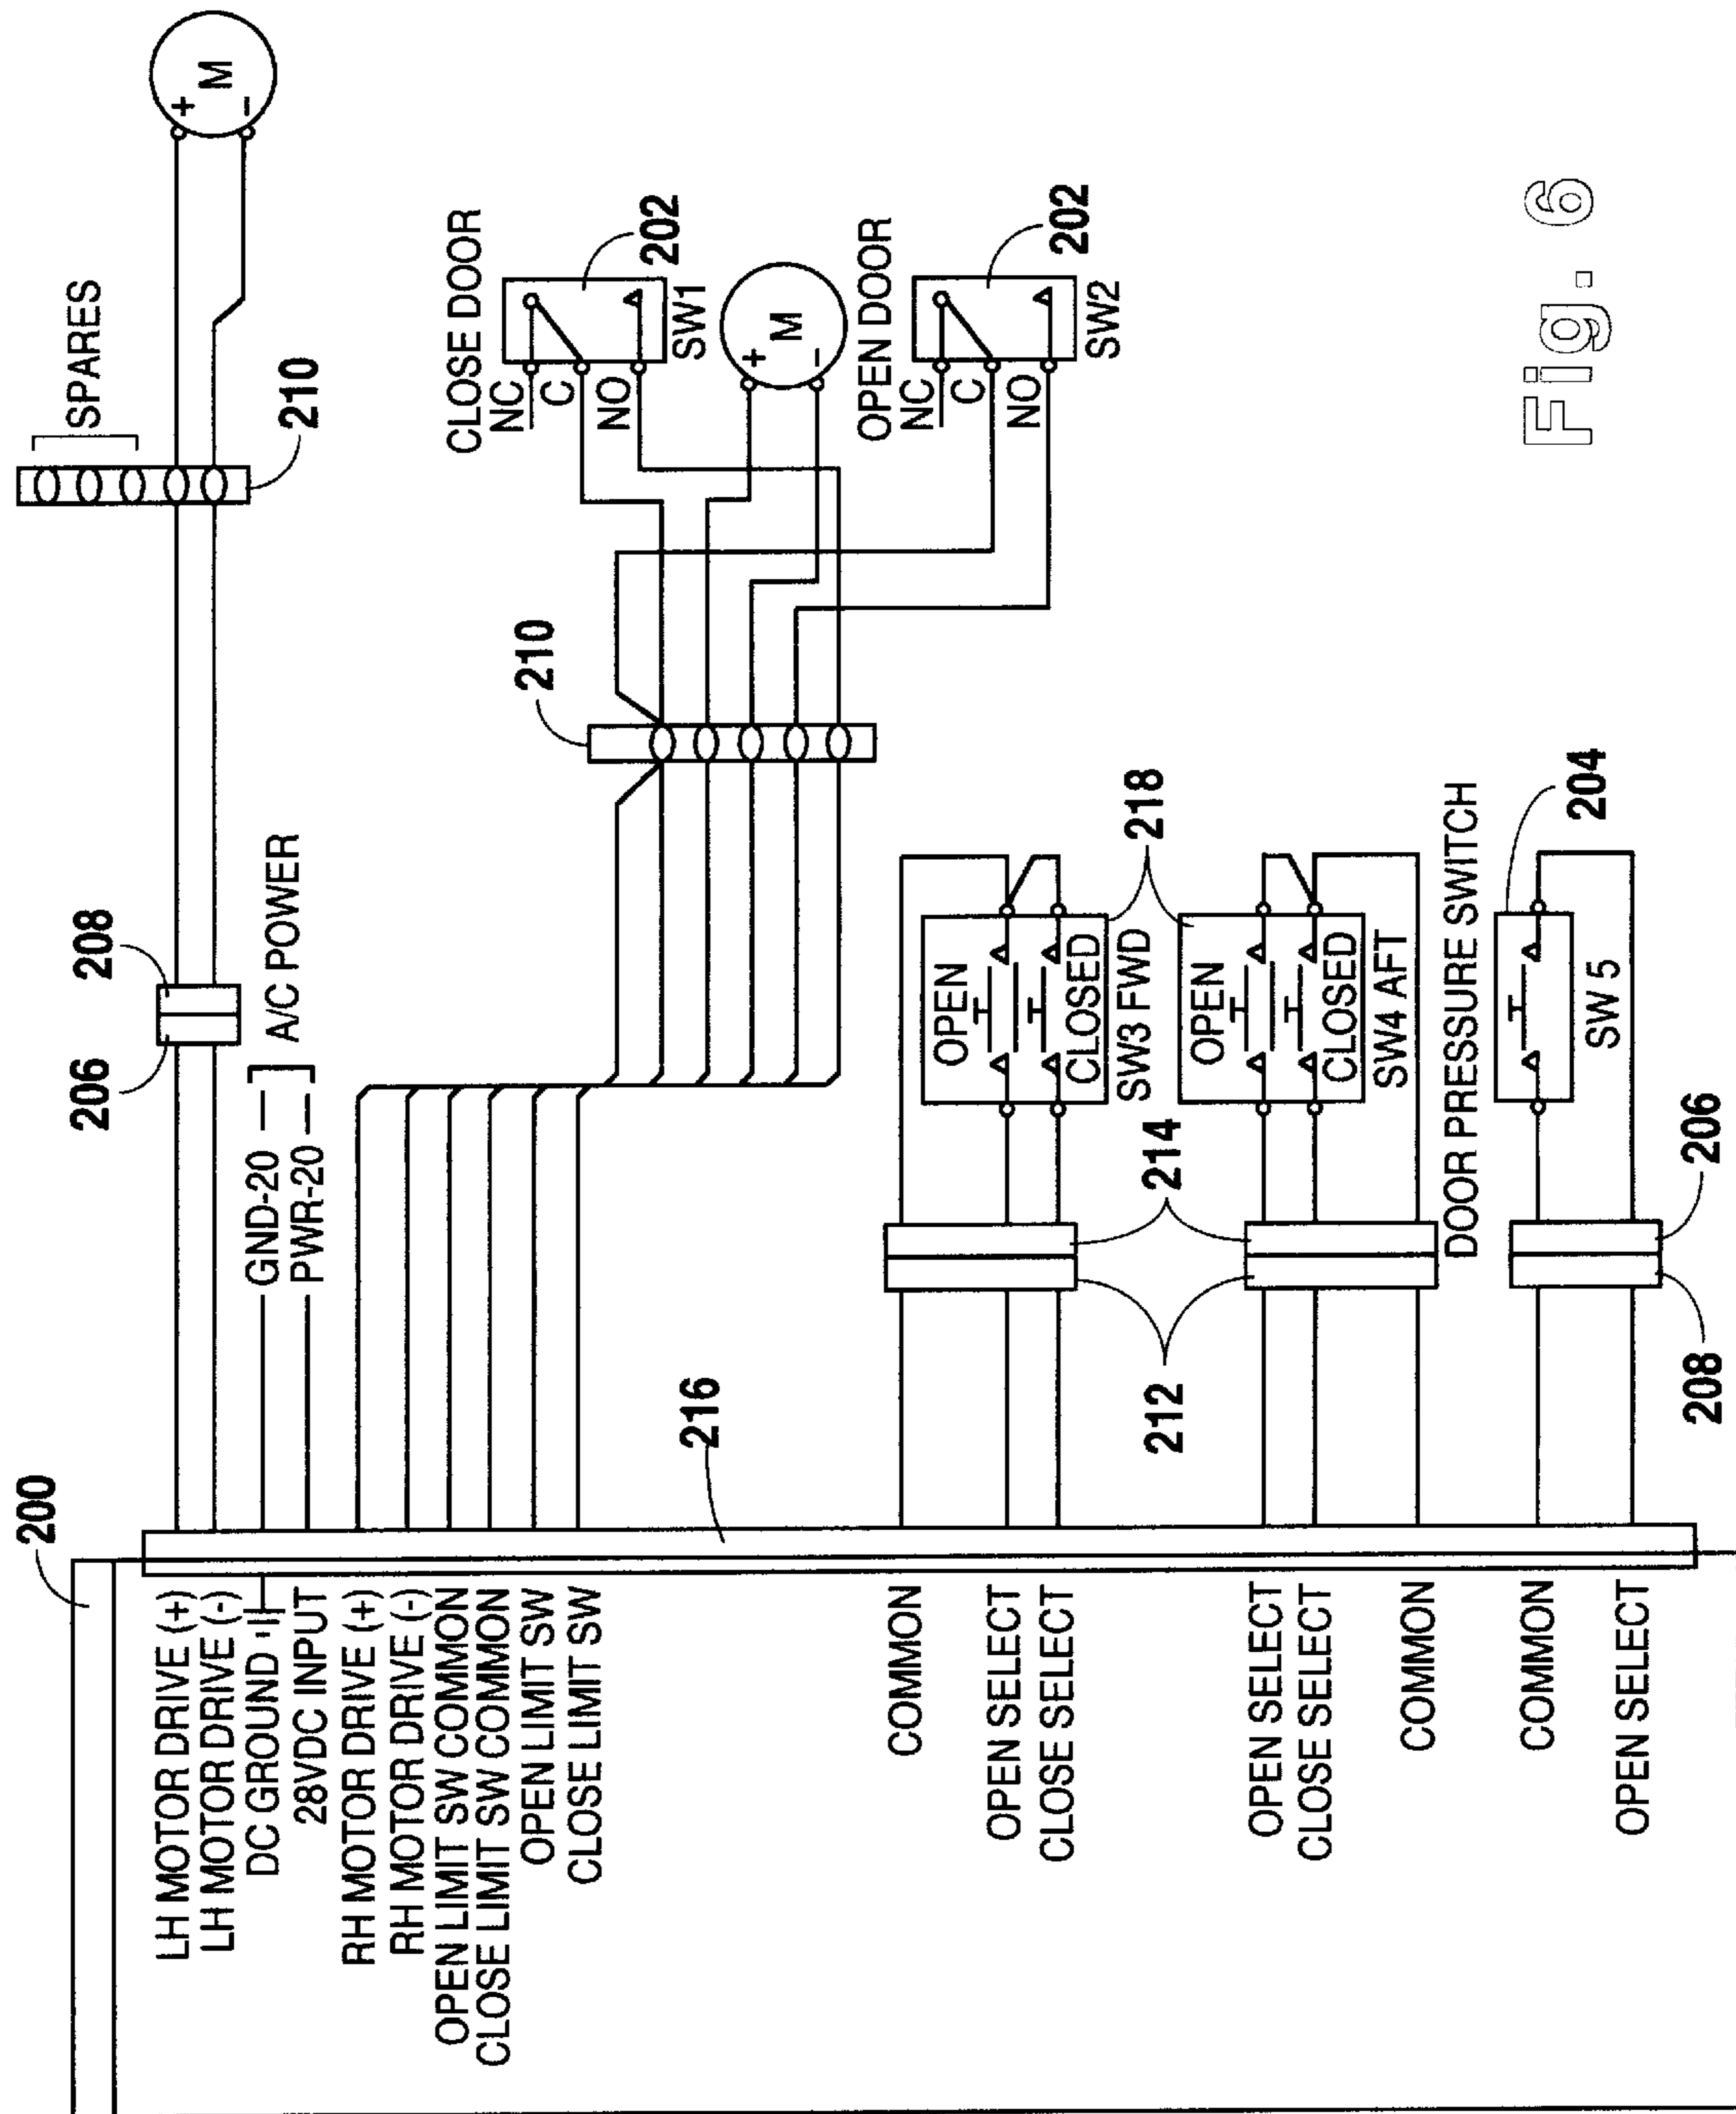 200
LH MOTOR DRIVE (+)
LH MOTOR DRIVE (-)
DC GROUND
28VDC INPUT
RH MOTOR DRIVE (+)
RH MOTOR DRIVE (-)
OPEN LIMIT SW COMMON
CLOSE LIMIT SW COMMON
OPEN LIMIT SW
CLOSE LIMIT SW
COMMON
OPEN SELECT
CLOSE SELECT
OPEN SELECT
CLOSE SELECT
COMMON
COMMON
OPEN SELECT
216
GND-20
PWR-20
A/C POWER
206
208
SPARES
210
+
M
-
210
CLOSE DOOR
NC
C
NO
SW1
202
+
M
-
OPEN DOOR
NC
C
NO
SW2
202
212
214
OPEN
CLOSED
SW3 FWD
218
OPEN
CLOSED
SW4 AFT
DOOR PRESSURE SWITCH
204
SW 5
208
206
Fig. 6